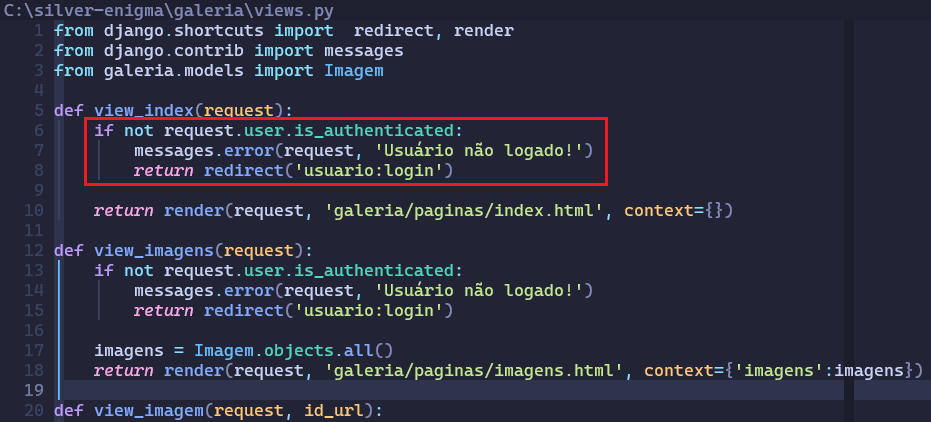 C:\silver-enigma\galeria\views.py
1 from django.shortcuts import  redirect, render
2 from django.contrib import messages
3 from galeria.models import Imagem
4
5 def view_index(request):
6     if not request.user.is_authenticated:
7         messages.error(request, 'Usuário não logado!')
8         return redirect('usuario:login')
9
10     return render(request, 'galeria/paginas/index.html', context={})
11
12 def view_imagens(request):
13     if not request.user.is_authenticated:
14         messages.error(request, 'Usuário não logado!')
15         return redirect('usuario:login')
16
17     imagens = Imagem.objects.all()
18     return render(request, 'galeria/paginas/imagens.html', context={'imagens':imagens})
19
20 def view_imagem(request, id_url):